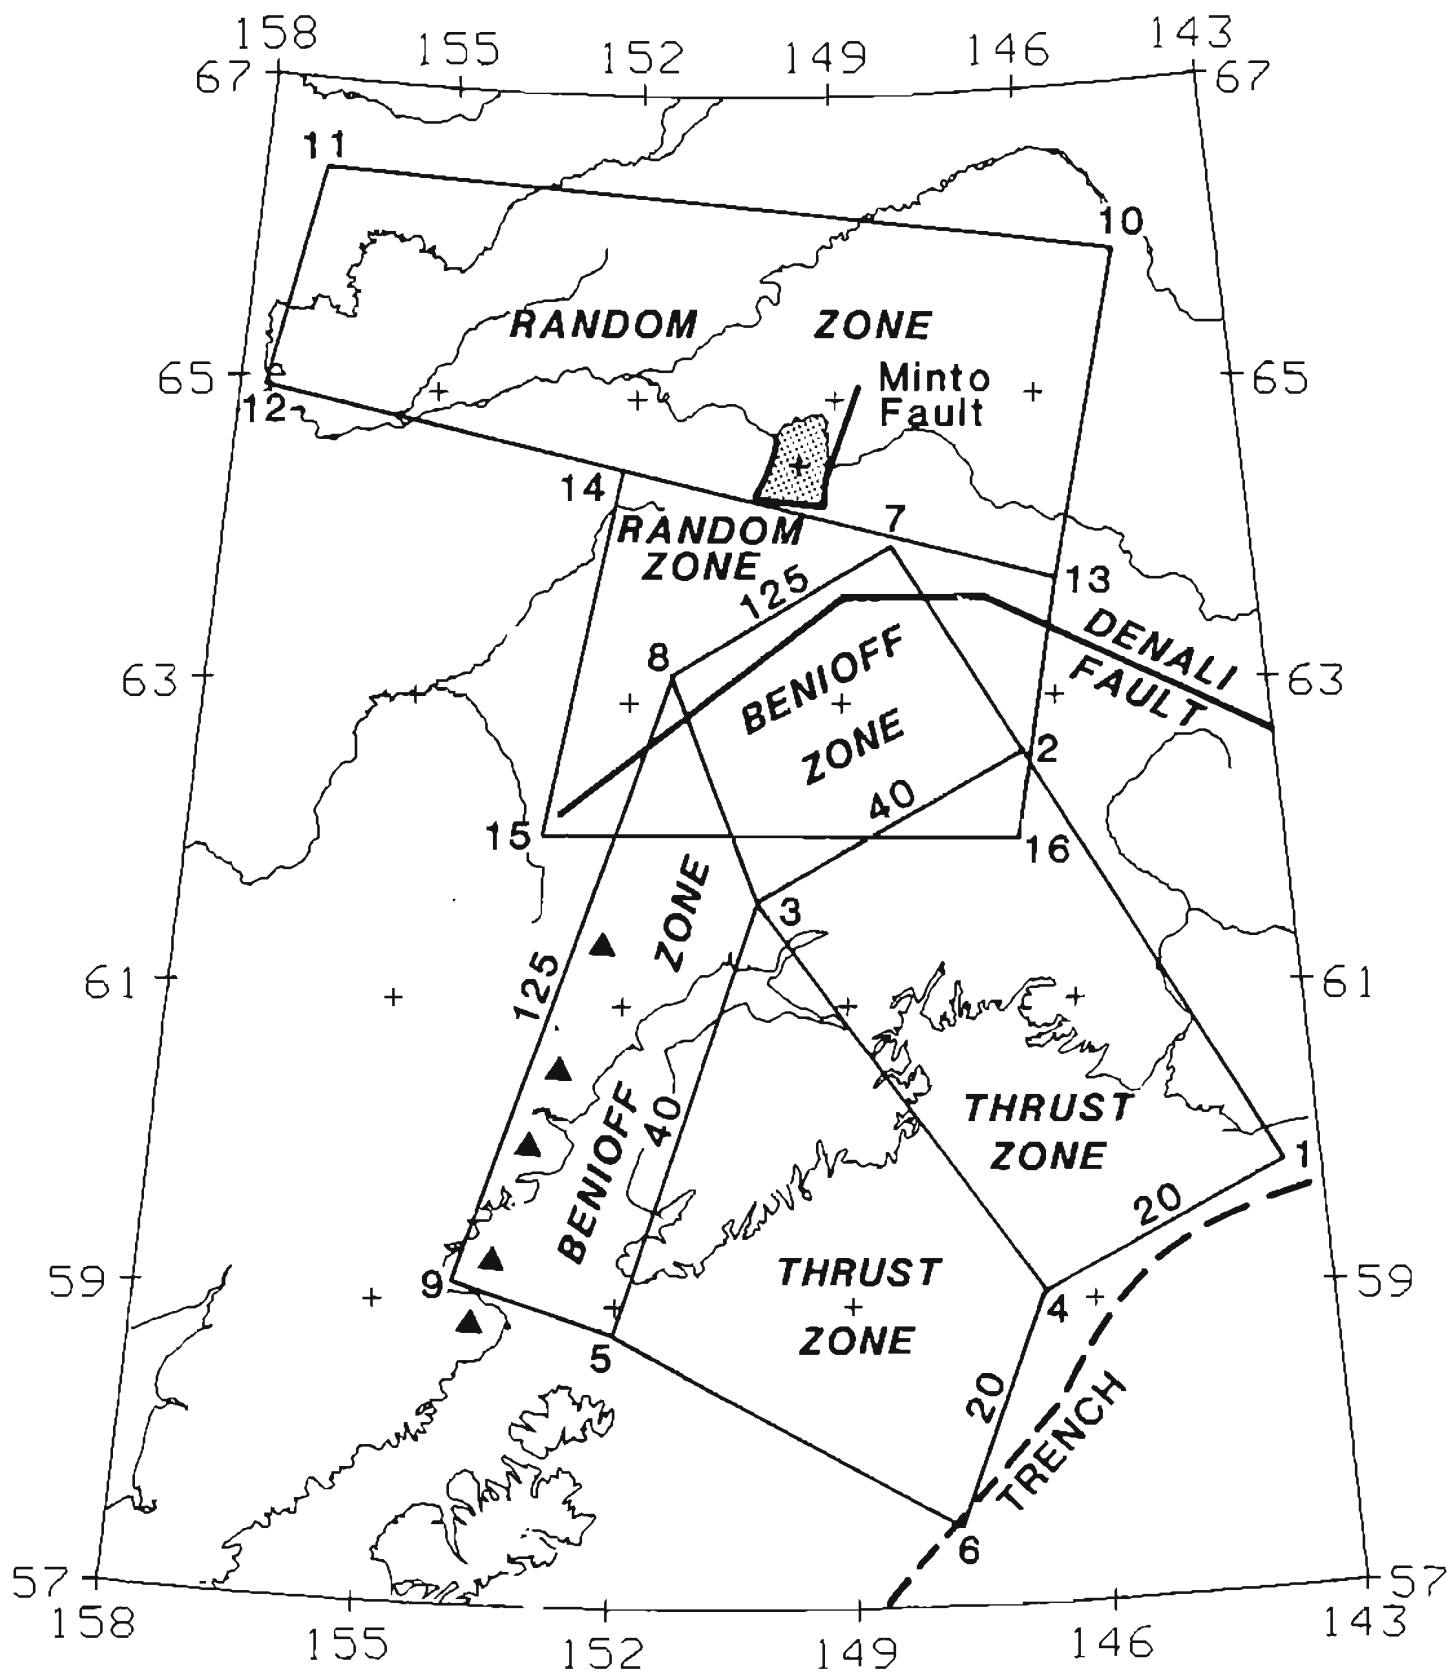 158 155 152 149 146 143
67 67
11
10
RANDOM ZONE
65 65
Minto
Fault
12
14
7
RANDOM
ZONE
125
13
DENALI
FAULT
8
BENIOFF
ZONE
63 63
2
40
15 16
ZONE
3
125
61 61
BENIOFF
40
THRUST
ZONE
1
20
THRUST
ZONE
59 59
9
4
5
20
TRENCH
6
57 57
158 155 152 149 146 143